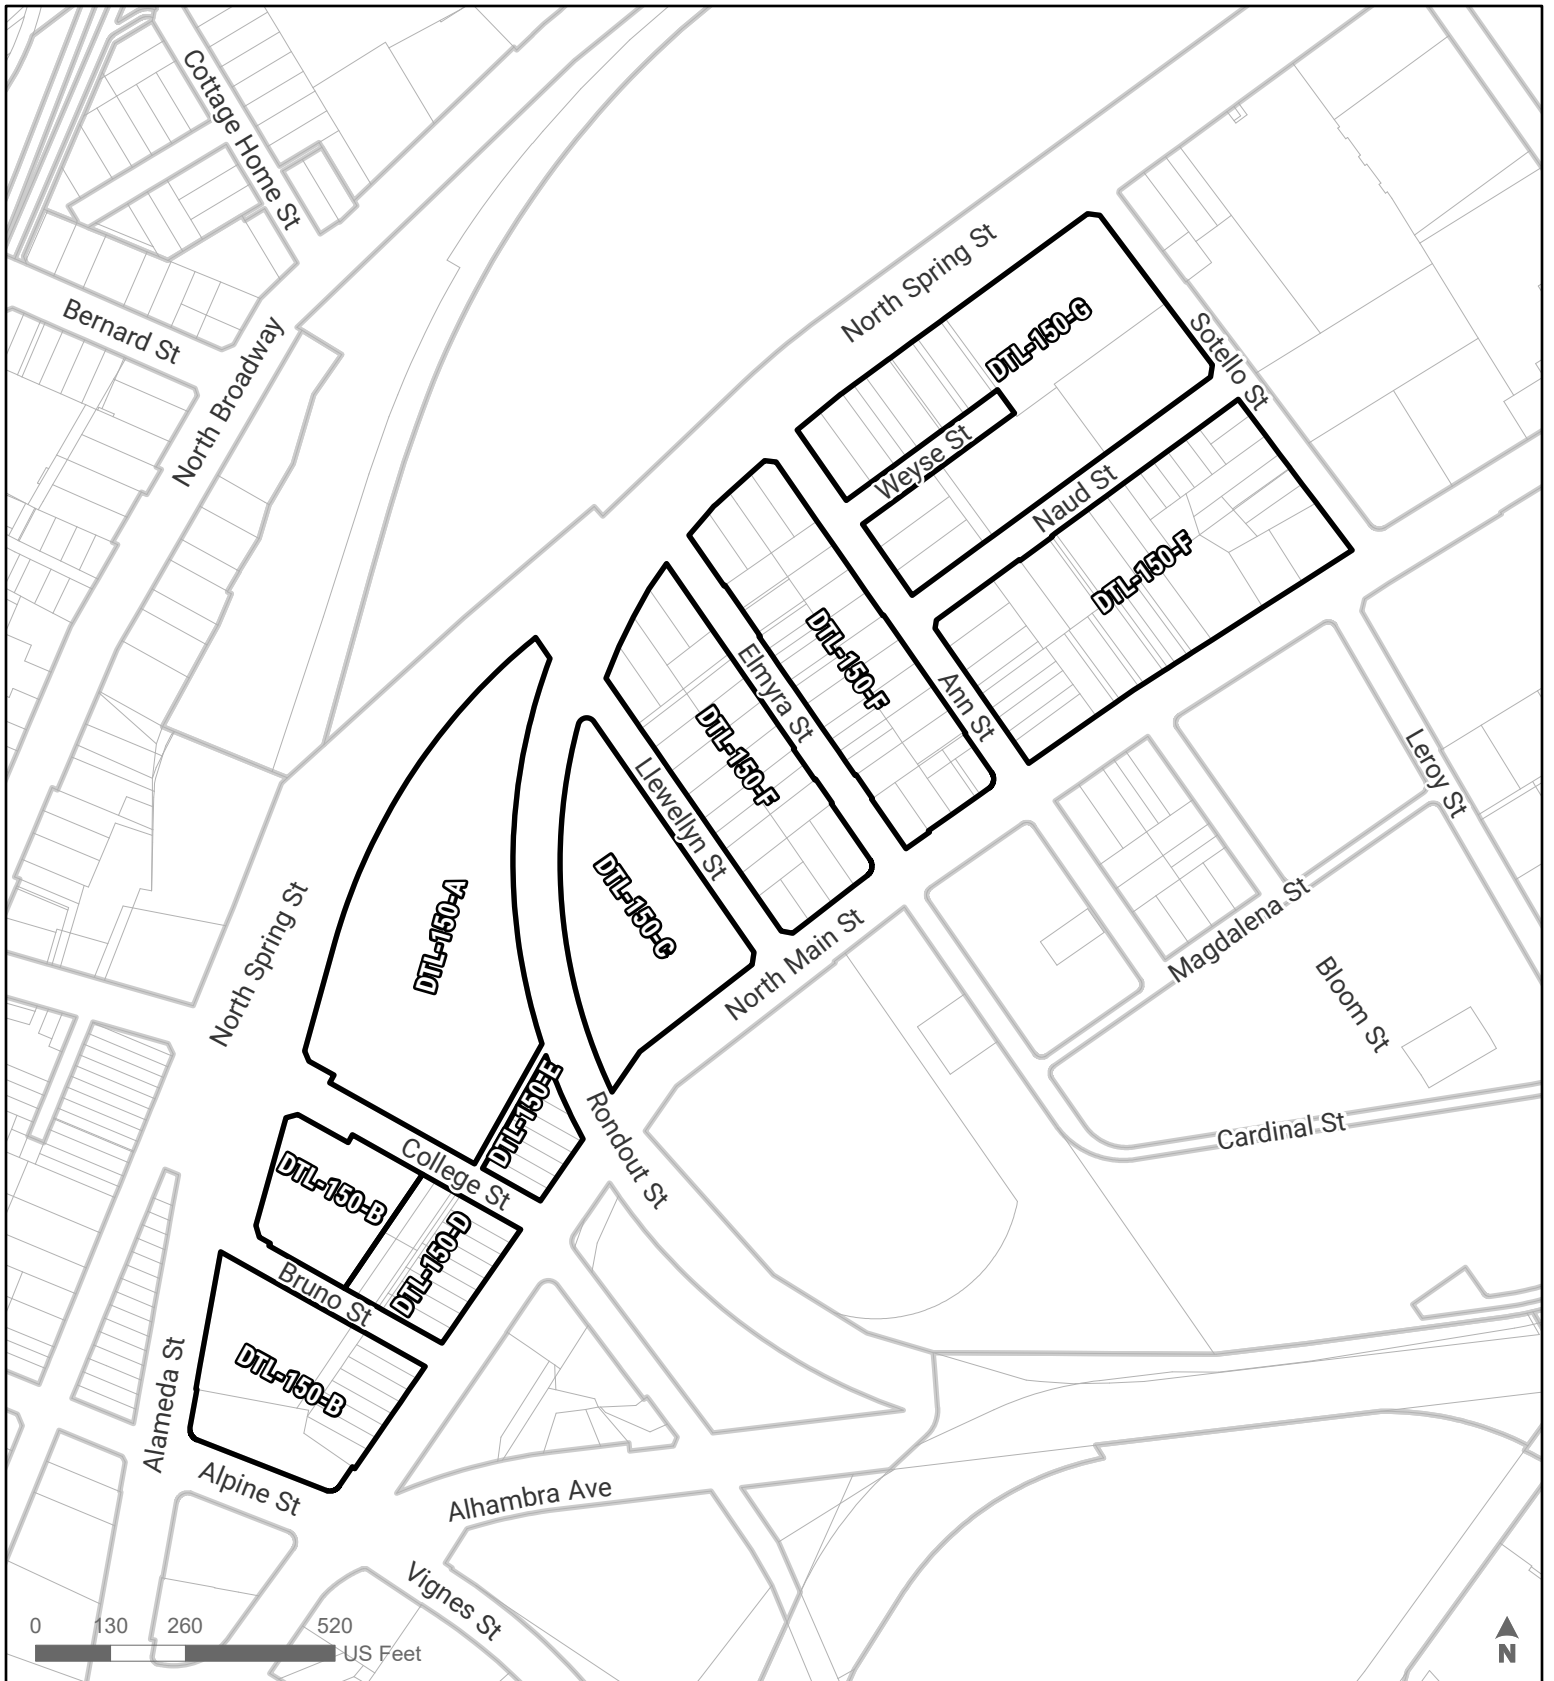 Cottage Home St
North Spring St
Bernard St
North Broadway
DTL-150-G
Sotello St
Weyse St
Naud St
DTL-150-F
DTL-150-F
Elmyra St
Ann St
DTL-150-F
Llewellyn St
Leroy St
DTL-150-A
DTL-150-C
North Spring St
North Main St
Magdalena St
Bloom St
DTL-150-E
Rondout St
Cardinal St
College St
DTL-150-B
DTL-150-D
Bruno St
DTL-150-B
Alameda St
Alpine St
Alhambra Ave
Vignes St
0 130 260 520
US Feet
N